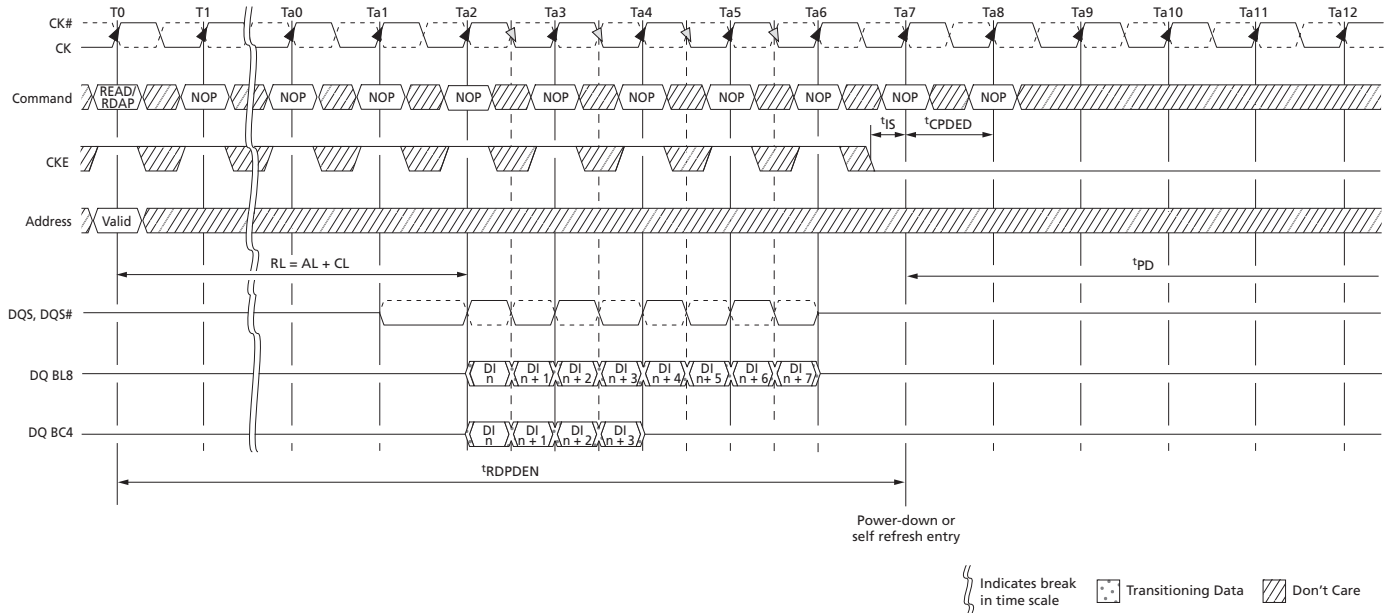 T0 T1 Ta0 Ta1 Ta2 Ta3 Ta4 Ta5 Ta6 Ta7 Ta8 Ta9 Ta10 Ta11 Ta12
CK#
CK
Command READ/ RDAP NOP NOP NOP NOP NOP NOP NOP NOP NOP NOP
tIS tCPDED
CKE
Address Valid
RL = AL + CL tPD
DQS, DQS#
DQ BL8 DI n DI n + 1 DI n + 2 DI n + 3 DI n + 4 DI n+ 5 DI n + 6 DI n + 7
DQ BC4 DI n DI n + 1 DI n + 2 DI n + 3
tRDPDEN
Power-down or
self refresh entry
Indicates break
in time scale
Transitioning Data
Don't Care